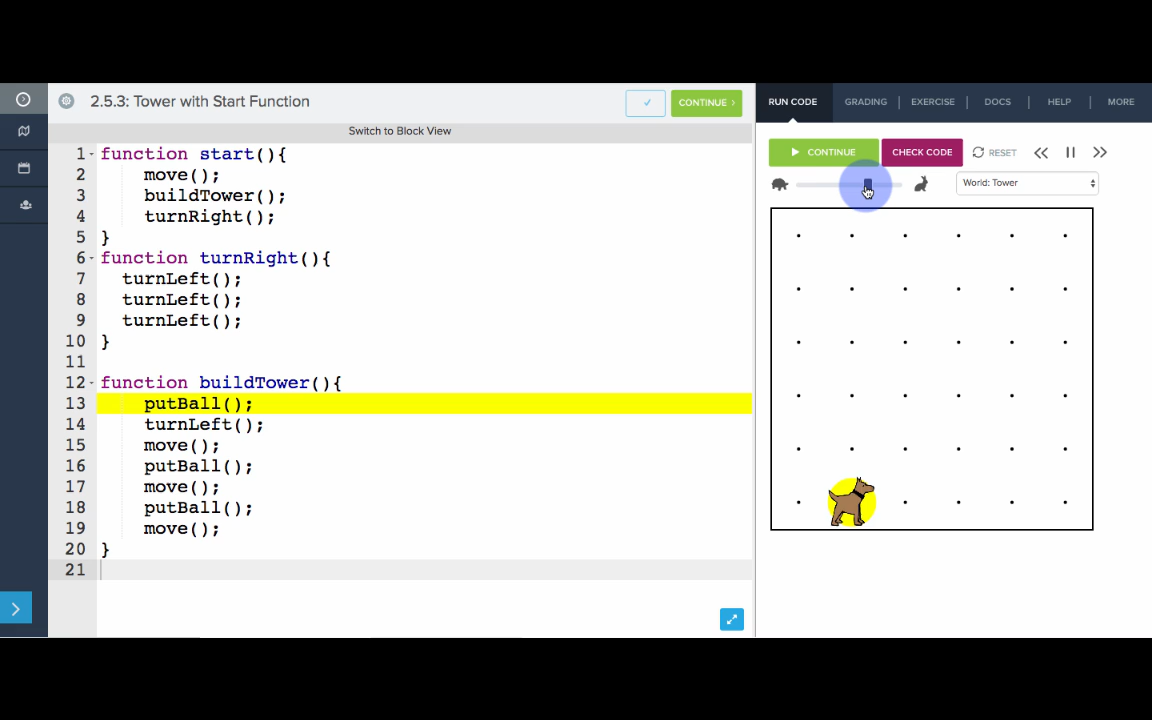 2.5.3: Tower with Start Function
CONTINUE
RUN CODE
GRADING
EXERCISE
DOCS
HELP
MORE
Switch to Block View
CONTINUE
CHECK CODE
RESET
World: Tower
1 function start(){
2 move();
3 buildTower();
4 turnRight();
5 }
6 function turnRight(){
7 turnLeft();
8 turnLeft();
9 turnLeft();
10 }
11
12 function buildTower(){
13 putBall();
14 turnLeft();
15 move();
16 putBall();
17 move();
18 putBall();
19 move();
20 }
21